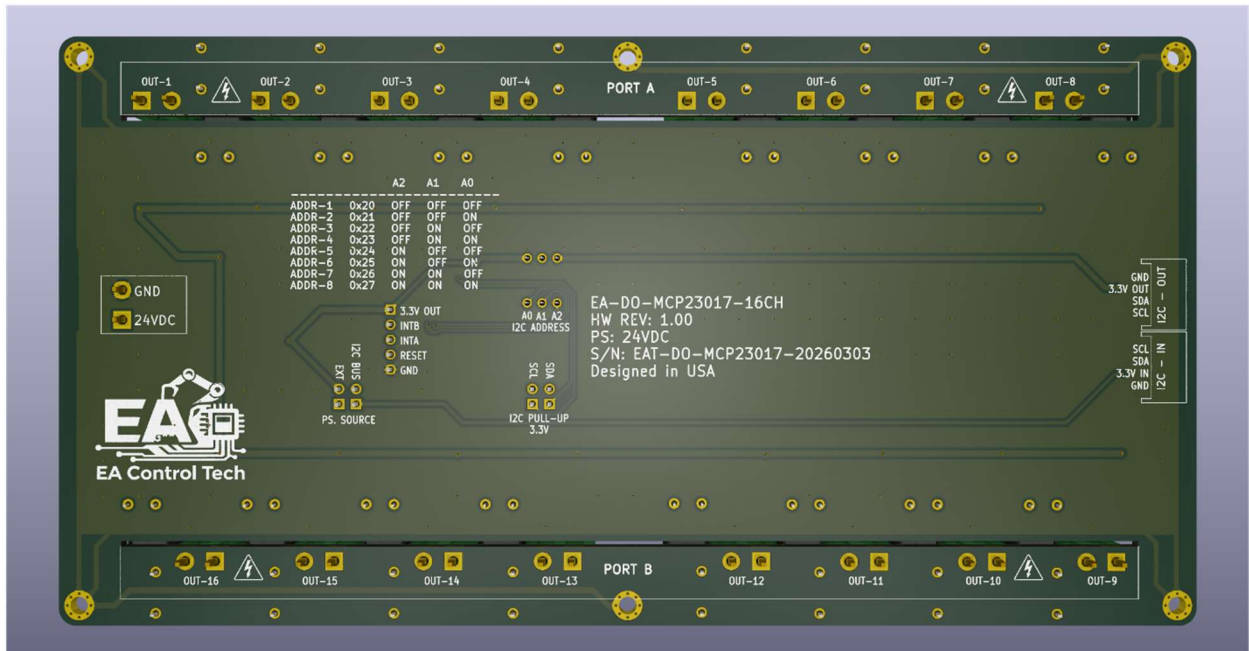 OUT-1 OUT-2 OUT-3 OUT-4 PORT A OUT-5 OUT-6 OUT-7 OUT-8
A2 A1 A0
ADDR-1 0x20 OFF OFF OFF
ADDR-2 0x21 OFF OFF ON
ADDR-3 0x22 OFF ON OFF
ADDR-4 0x23 OFF ON ON
ADDR-5 0x24 ON OFF OFF
ADDR-6 0x25 ON OFF ON
ADDR-7 0x26 ON ON OFF
ADDR-8 0x27 ON ON ON
GND
24VDC
3.3V OUT
INTB
INTA
RESET
GND
EXT
I2C BUS
PS. SOURCE
A0 A1 A2
I2C ADDRESS
SCL
SDA
I2C PULL-UP
3.3V
EA-DO-MCP23017-16CH
HW REV: 1.00
PS: 24VDC
S/N: EAT-DO-MCP23017-20260303
Designed in USA
GND
3.3V OUT
SDA
SCL
I2C - OUT
SCL
SDA
3.3V IN
GND
I2C - IN
EA
EA Control Tech
OUT-16 OUT-15 OUT-14 OUT-13 PORT B OUT-12 OUT-11 OUT-10 OUT-9